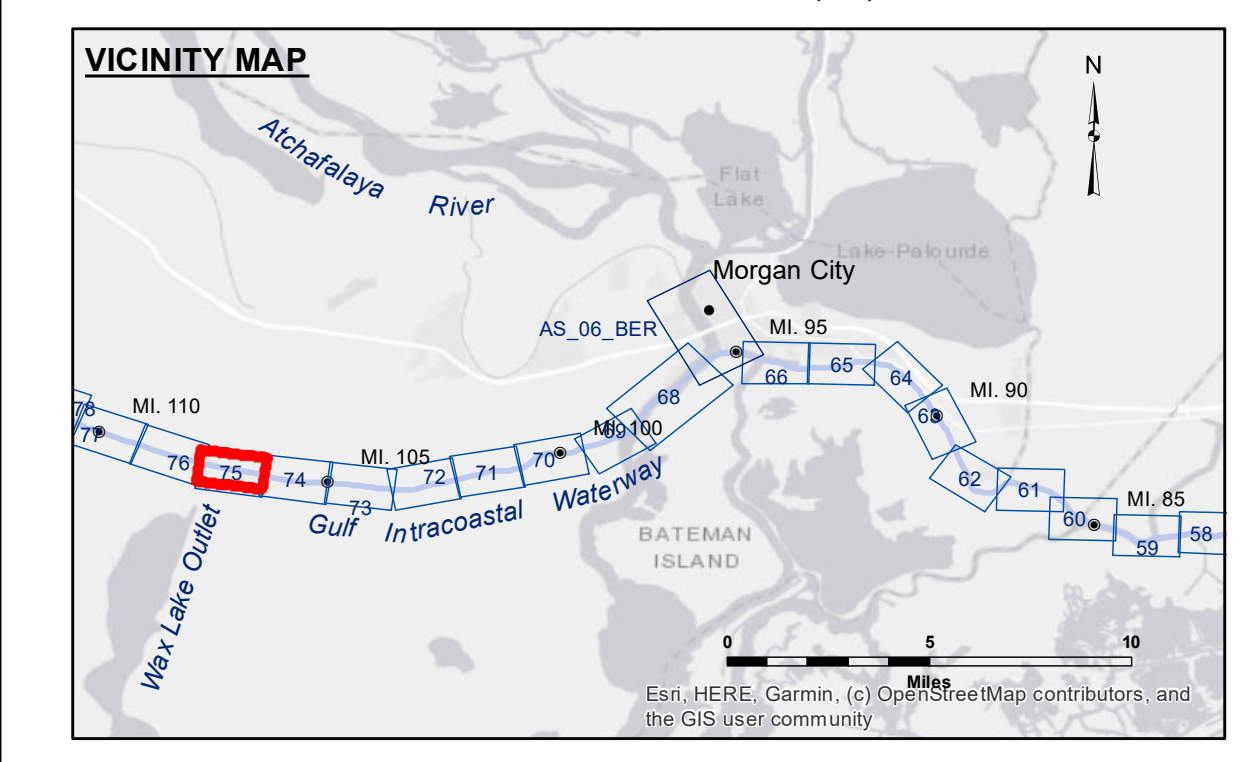 VICINITY MAP
N
Atchafalaya
River
Flat
Lake
Lake Palourde
Morgan City
AS_06_BER
MI. 95
66
65
64
68
MI. 90
63
78
77
MI. 110
69
MI. 100
76
75
74
MI. 105
73
72
71
70
62
61
60
MI. 85
59
58
Gulf
Intracoastal
Waterway
Wax Lake Outlet
BATEMAN
ISLAND
0
5
10
Miles
Esri, HERE, Garmin, (c) OpenStreetMap contributors, and
the GIS user community